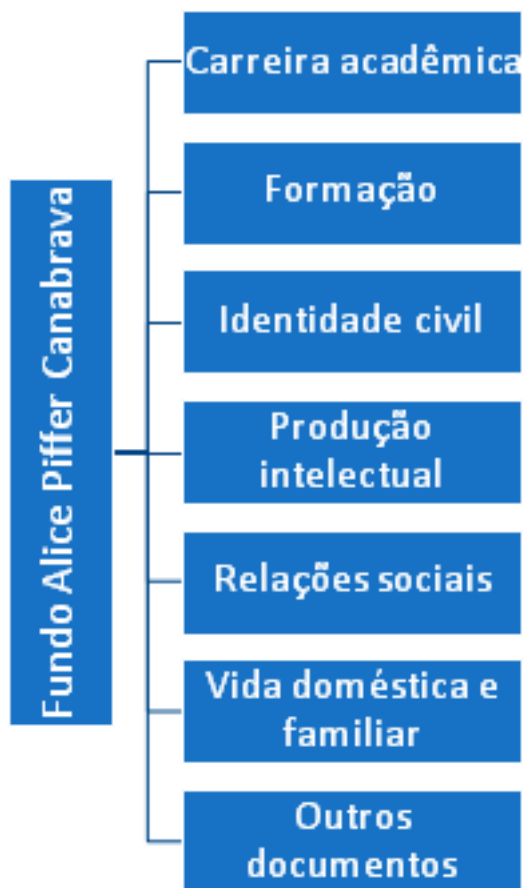 Fundo Alice Piffer Canabrava
Carreira acadêmica
Formação
Identidade civil
Produção
intelectual
Relações sociais
Vida doméstica e
familiar
Outros
documentos